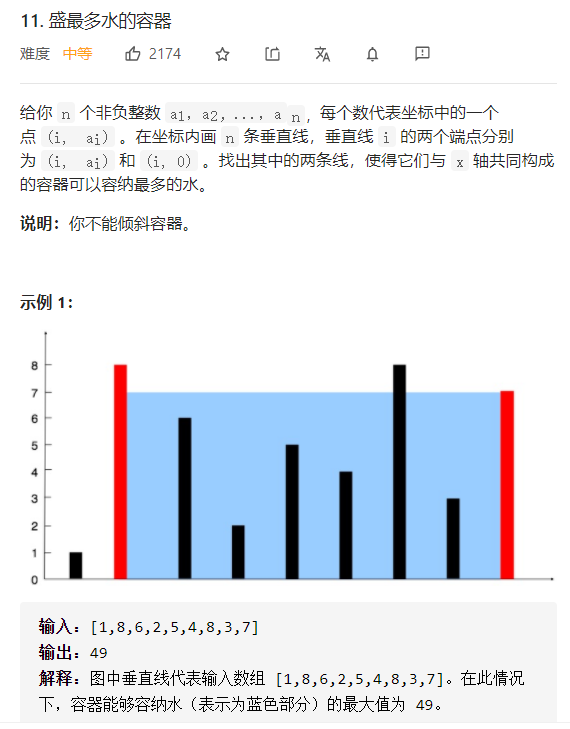 11. 盛最多水的容器
难度 中等 2174
给你 n 个非负整数 a1, a2, ..., a n, 每个数代表坐标中的一个
点 (i, ai) 。在坐标内画 n 条垂直线，垂直线 i 的两个端点分别
为 (i, ai) 和 (i, 0) 。找出其中的两条线，使得它们与 x 轴共同构成
的容器可以容纳最多的水。
说明：你不能倾斜容器。
示例 1：
8
7
6
5
4
3
2
1
0
输入：[1,8,6,2,5,4,8,3,7]
输出：49
解释：图中垂直线代表输入数组 [1,8,6,2,5,4,8,3,7]。在此情况
下，容器能够容纳水（表示为蓝色部分）的最大值为 49。